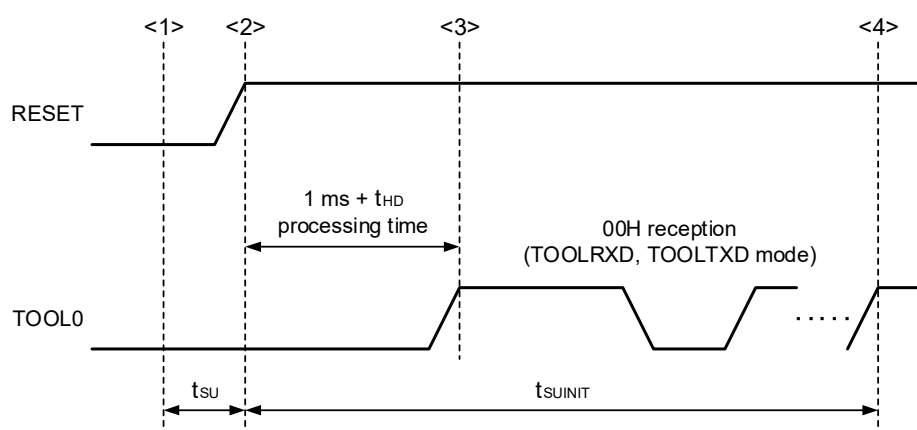 <1> <2> <3> <4>
RESET
1 ms + tHD
processing time
00H reception
(TOOLRXD, TOOLTXD mode)
TOOL0
.....
tSU tSUINIT